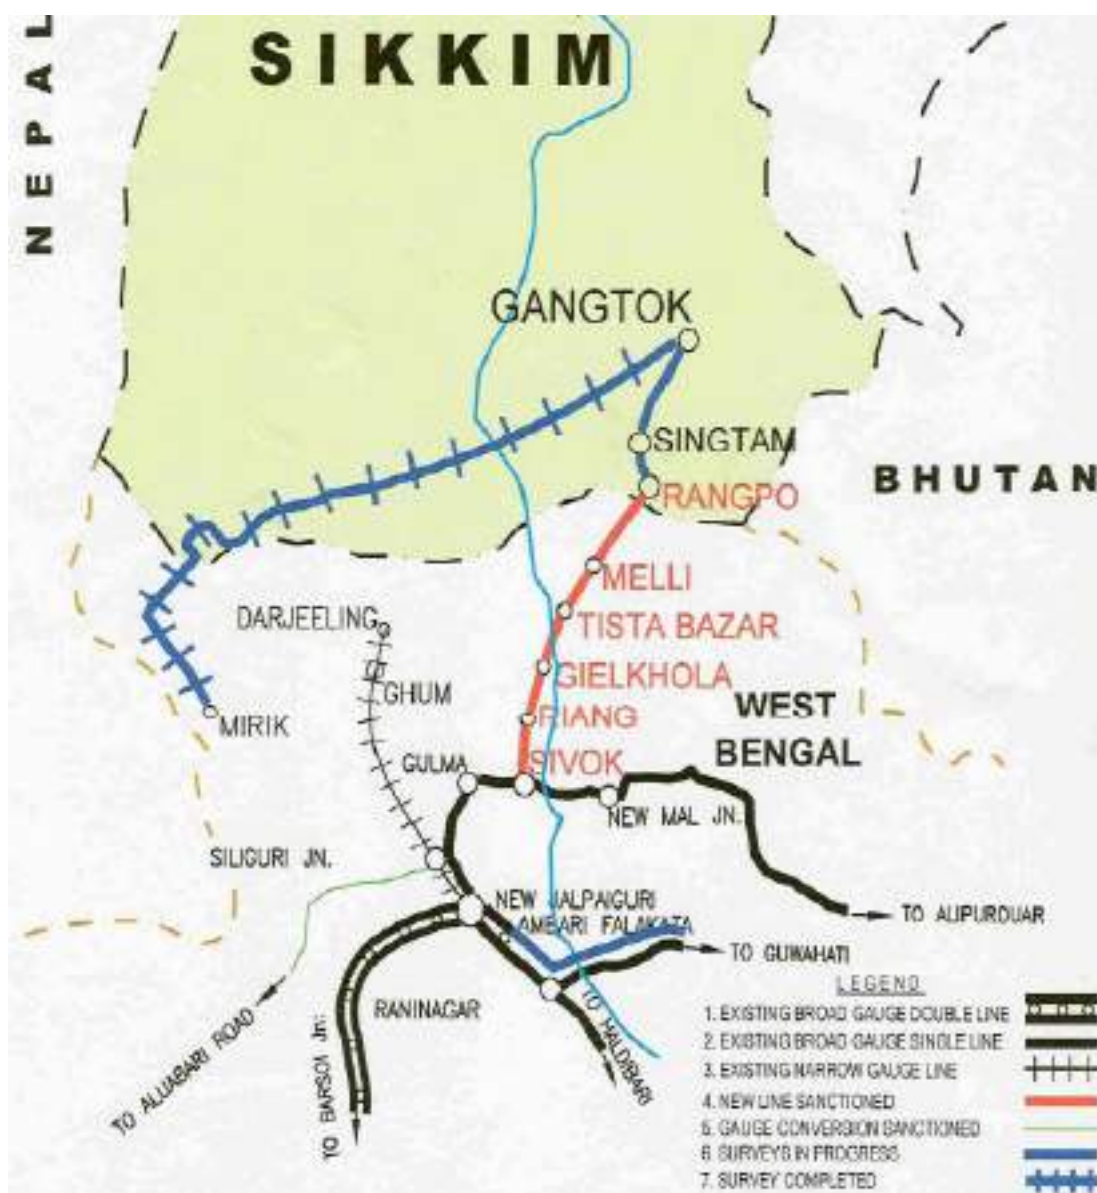 SIKKIM
NEPAL
GANGTOK
SINGTAM
BHUTAN
RANGPO
MELLI
DARJEELING
TISTA BAZAR
GIELKHOLA
GHUM
WEST
BENGAL
MIRIK
RIANG
GULMA
SIVOK
NEW MAL JN.
SILIGURI JN.
NEW JALPAIGURI
AMBARI FALAKATA
TO ALIPURDUAR
TO GUWAHATI
RANINAGAR
TO HALDIBARI
TO ALUABARI ROAD
TO BARSOI Jn:
LEGEND
1. EXISTING BROAD GAUGE DOUBLE LINE
2. EXISTING BROAD GAUGE SINGLE LINE
3. EXISTING NARROW GAUGE LINE
4. NEW LINE SANCTIONED
5. GAUGE CONVERSION SANCTIONED
6. SURVEYS IN PROGRESS
7. SURVEY COMPLETED